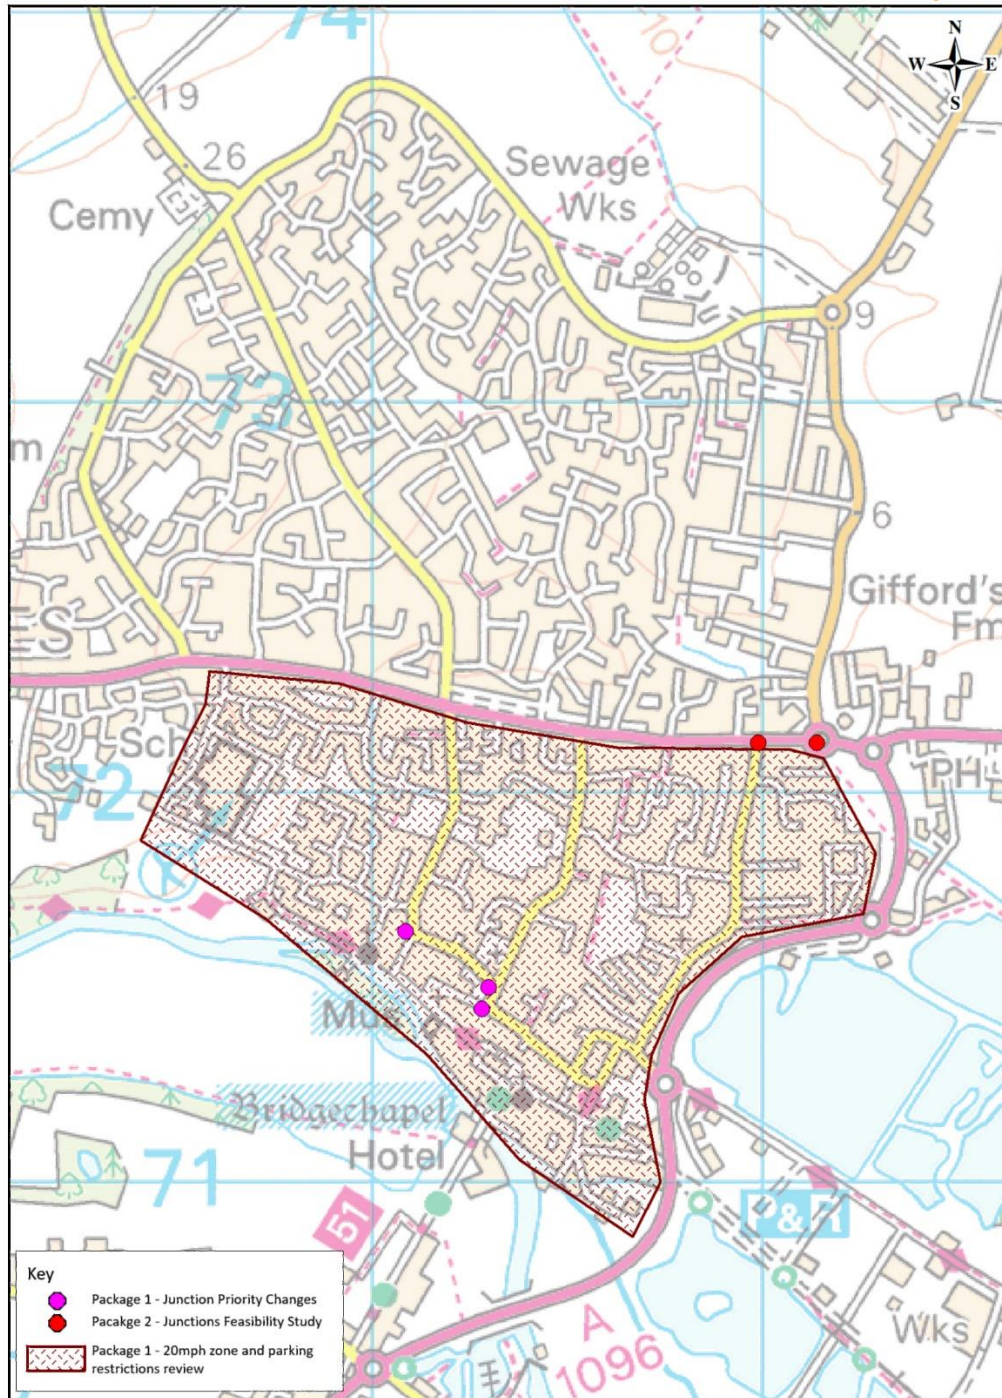 74
N
W E
S
10
19
26
Sewage
Wks
Cemy
9
73
m
6
Gifford's
Fm
ES
Sch
72
PH
Mus
Bridgechapel
Hotel
71
51
P & R
Wks
A
1096
Key
Package 1 - Junction Priority Changes
Pacakge 2 - Junctions Feasibility Study
Package 1 - 20mph zone and parking
restrictions review